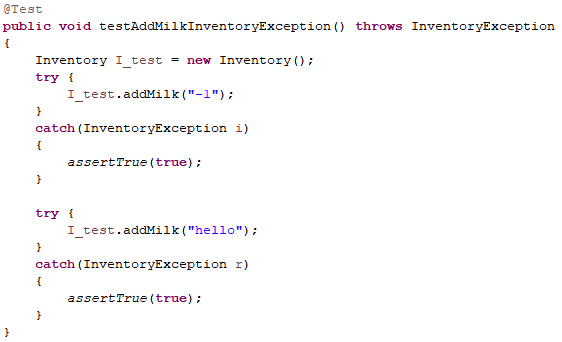 @Test
public void testAddMilkInventoryException() throws InventoryException
{
    Inventory I_test = new Inventory();
    try {
        I_test.addMilk("-1");
    }
    catch(InventoryException i)
    {
        assertTrue(true);
    }

    try {
        I_test.addMilk("hello");
    }
    catch(InventoryException r)
    {
        assertTrue(true);
    }
}